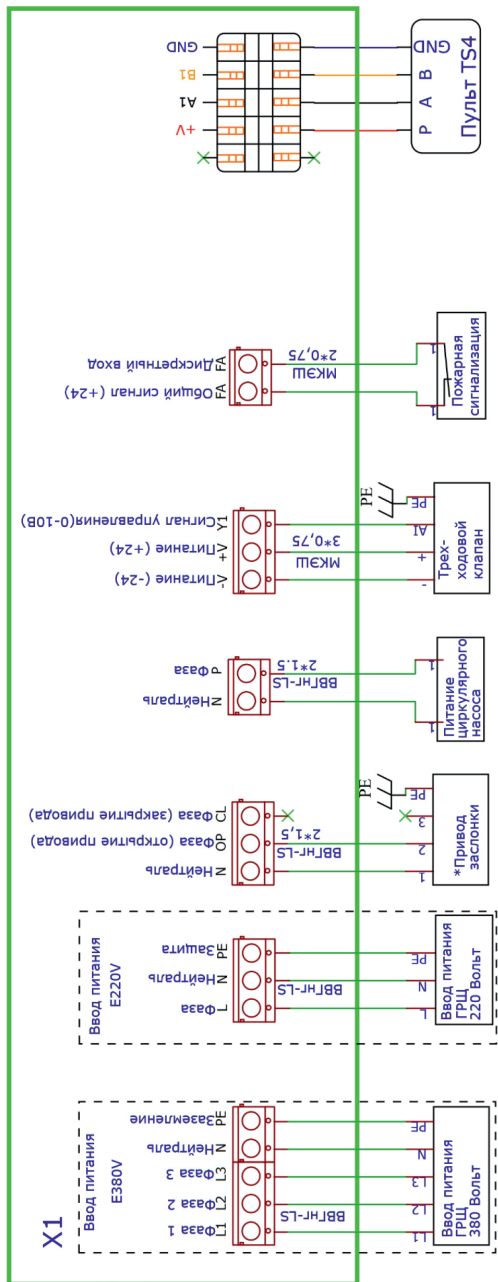 GND
B1
A1
+V
GND
B
A
P
Пульт TS4
Дискретный вход
FA
Общий сигнал (+24)
FA
2*0,75
МКЭШ
1
1
Пожарная
сигнализация
Сигнал управления(0-10В)
Y1
Питание (+24)
+V
Питание (-24)
-V
3*0,75
МКЭШ
PE
PE
AI
+
-
Трех-
ходовой
клапан
Фаза
P
Нейтраль
N
2*1.5
ВВГнг-LS
1
1
Питание
циркулярного
насоса
Фаза (закрытие привода)
CL
Фаза (открытие привода)
OP
Нейтраль
N
2*1,5
ВВГнг-LS
PE
PE
3
2
1
*Привод
заслонки
Ввод питания
E220V
Защита
PE
Нейтраль
N
Фаза
L
ВВГнг-LS
PE
N
L
Ввод питания
ГРЩ
220 Вольт
X1
Ввод питания
E380V
Заземление
PE
Нейтраль
N
Фаза 3
L3
Фаза 2
L2
Фаза 1
L1
ВВГнг-LS
PE
N
L3
L2
L1
Ввод питания
ГРЩ
380 Вольт